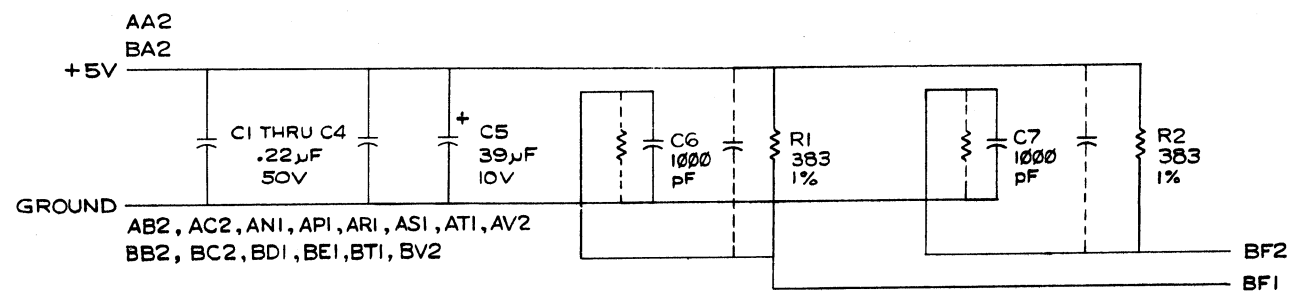 AA2
BA2
+5V
C1 THRU C4
.22µF
50V
+
C5
39µF
10V
C6
1000
pF
R1
383
1%
C7
1000
pF
R2
383
1%
GROUND
AB2, AC2, AN1, AP1, AR1, AS1, AT1, AV2
BB2, BC2, BD1, BE1, BT1, BV2
BF2
BF1